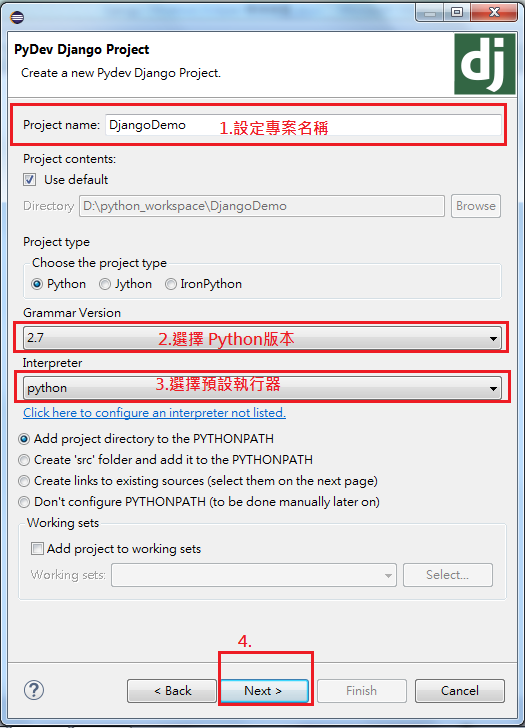 PyDev Django Project
Create a new Pydev Django Project.
dj
Project name: DjangoDemo 1.設定專案名稱
Project contents:
Use default
Directory D:\python_workspace\DjangoDemo Browse
Project type
Choose the project type
Python Jython IronPython
Grammar Version
2.7 2.選擇 Python版本
Interpreter
python 3.選擇預設執行器
Click here to configure an interpreter not listed.
Add project directory to the PYTHONPATH
Create 'src' folder and add it to the PYTHONPATH
Create links to existing sources (select them on the next page)
Don't configure PYTHONPATH (to be done manually later on)
Working sets
Add project to working sets
Working sets: Select...
4.
? < Back Next > Finish Cancel